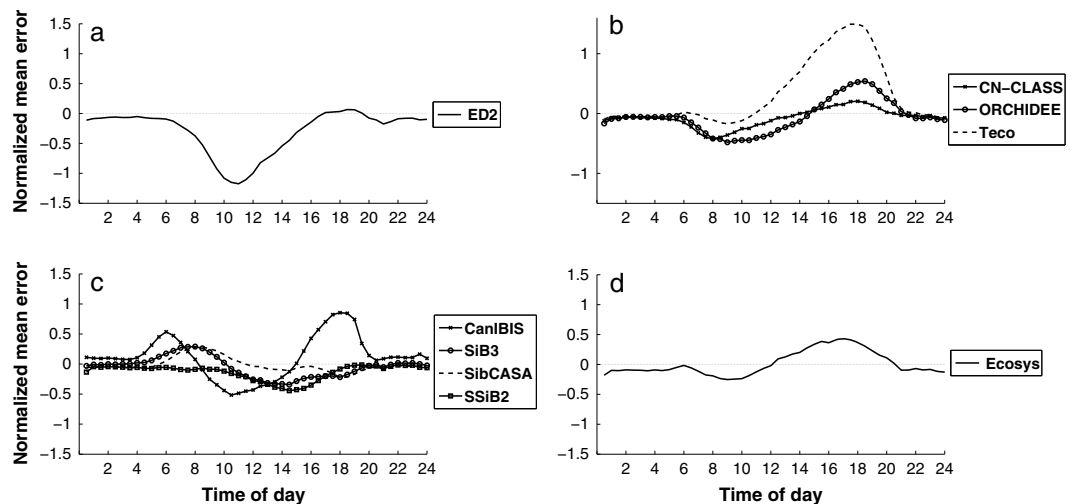 a
Normalized mean error
1.5
1
0.5
0
−0.5
−1
−1.5
2 4 6 8 10 12 14 16 18 20 22 24
ED2
b
1
0
−1
2 4 6 8 10 12 14 16 18 20 22 24
CN−CLASS
ORCHIDEE
Teco
c
Normalized mean error
1.5
1
0.5
0
−0.5
−1
−1.5
2 4 6 8 10 12 14 16 18 20 22 24
Time of day
CanIBIS
SiB3
SibCASA
SSiB2
d
1.5
1
0.5
0
−0.5
−1
−1.5
2 4 6 8 10 12 14 16 18 20 22 24
Time of day
Ecosys